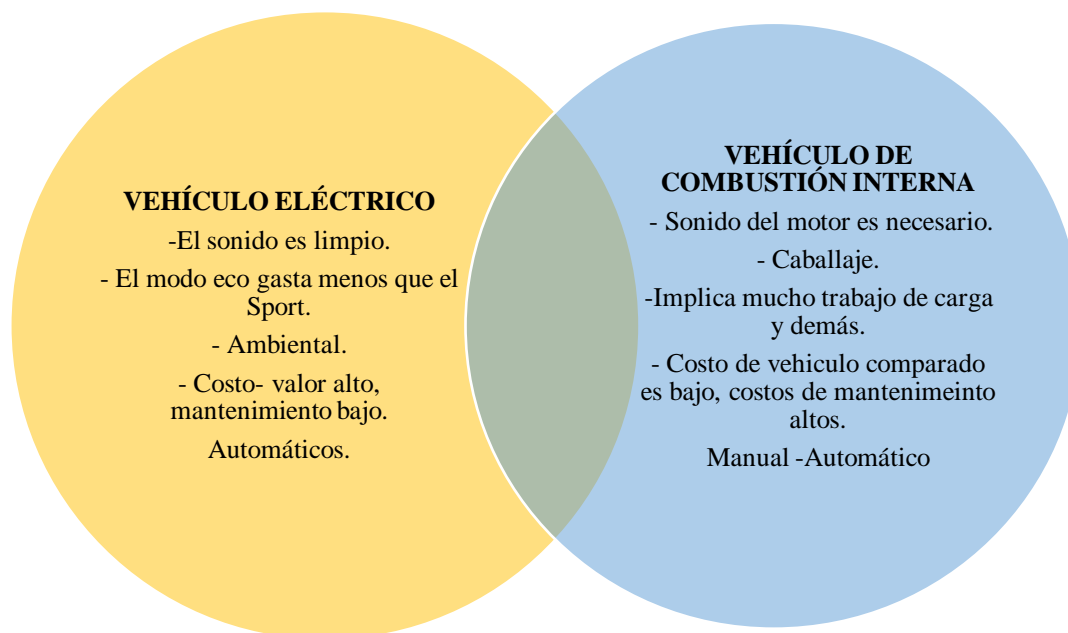 VEHÍCULO ELÉCTRICO
-El sonido es limpio.
- El modo eco gasta menos que el
Sport.
- Ambiental.
- Costo- valor alto,
mantenimiento bajo.
Automáticos.
VEHÍCULO DE
COMBUSTIÓN INTERNA
- Sonido del motor es necesario.
- Caballaje.
-Implica mucho trabajo de carga
y demás.
- Costo de vehiculo comparado
es bajo, costos de mantenimeinto
altos.
Manual -Automático